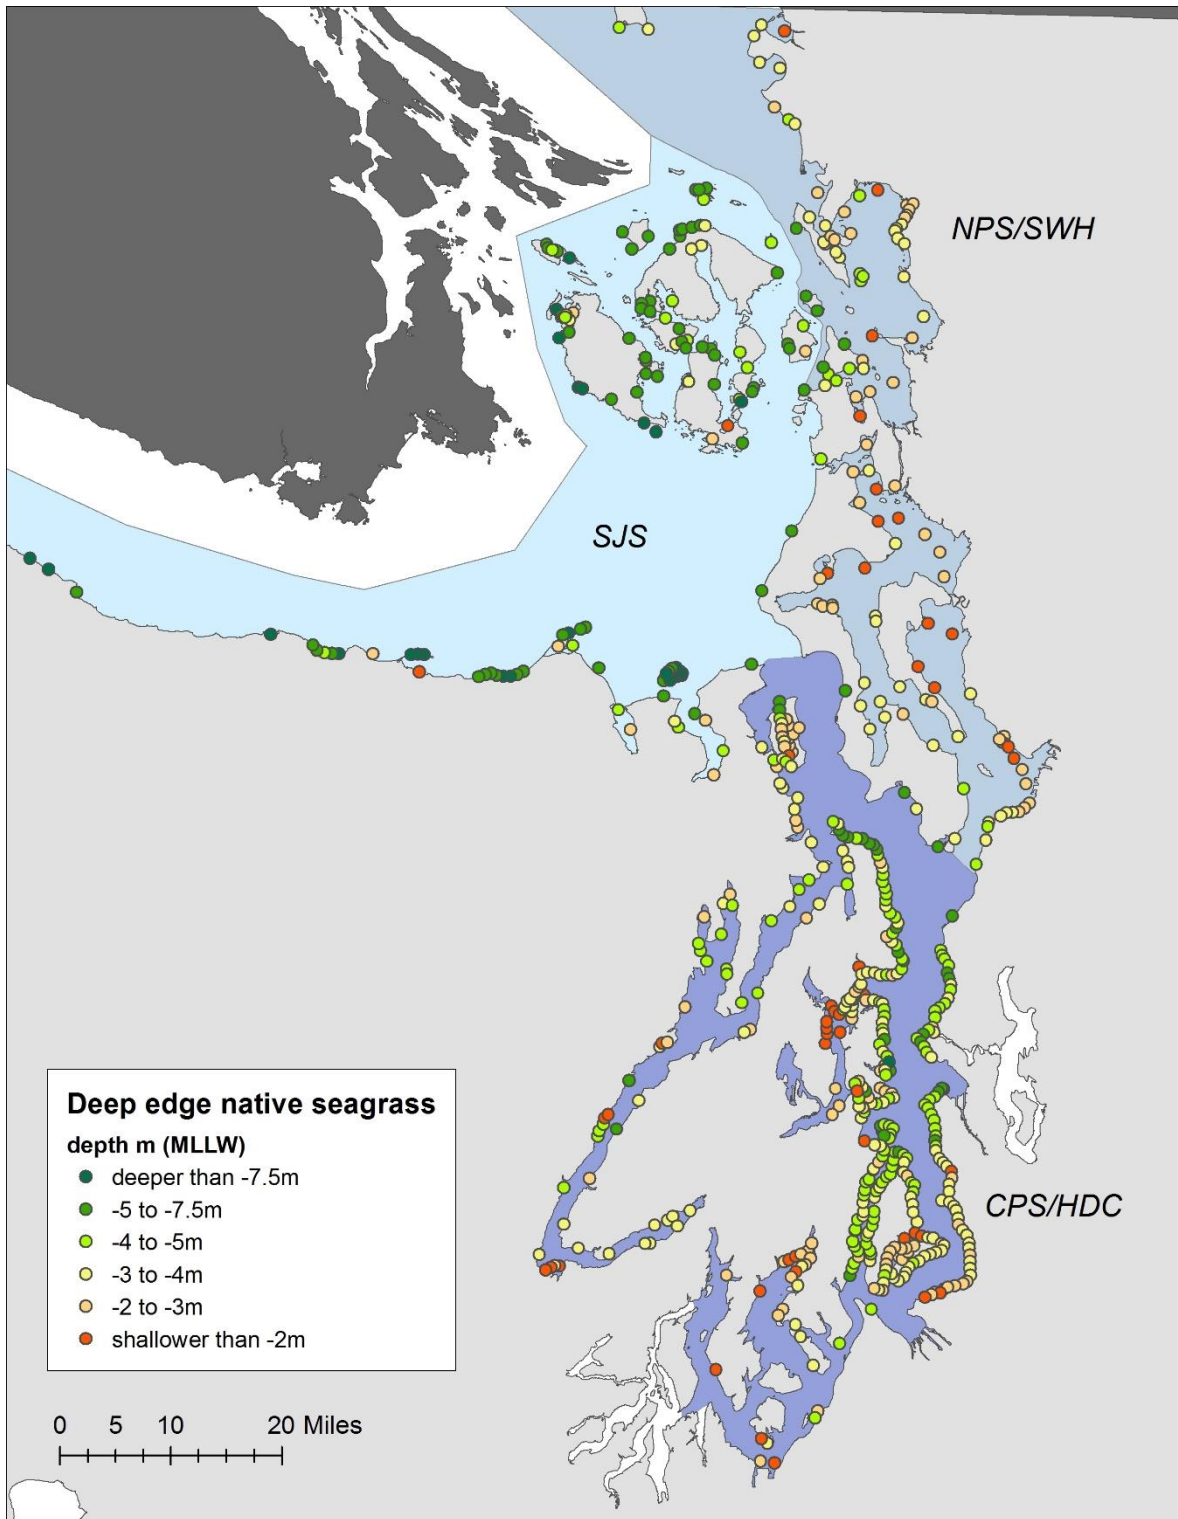 NPS/SWH
SJS
CPS/HDC
Deep edge native seagrass
depth m (MLLW)
deeper than -7.5m
-5 to -7.5m
-4 to -5m
-3 to -4m
-2 to -3m
shallower than -2m
0 5 10 20 Miles